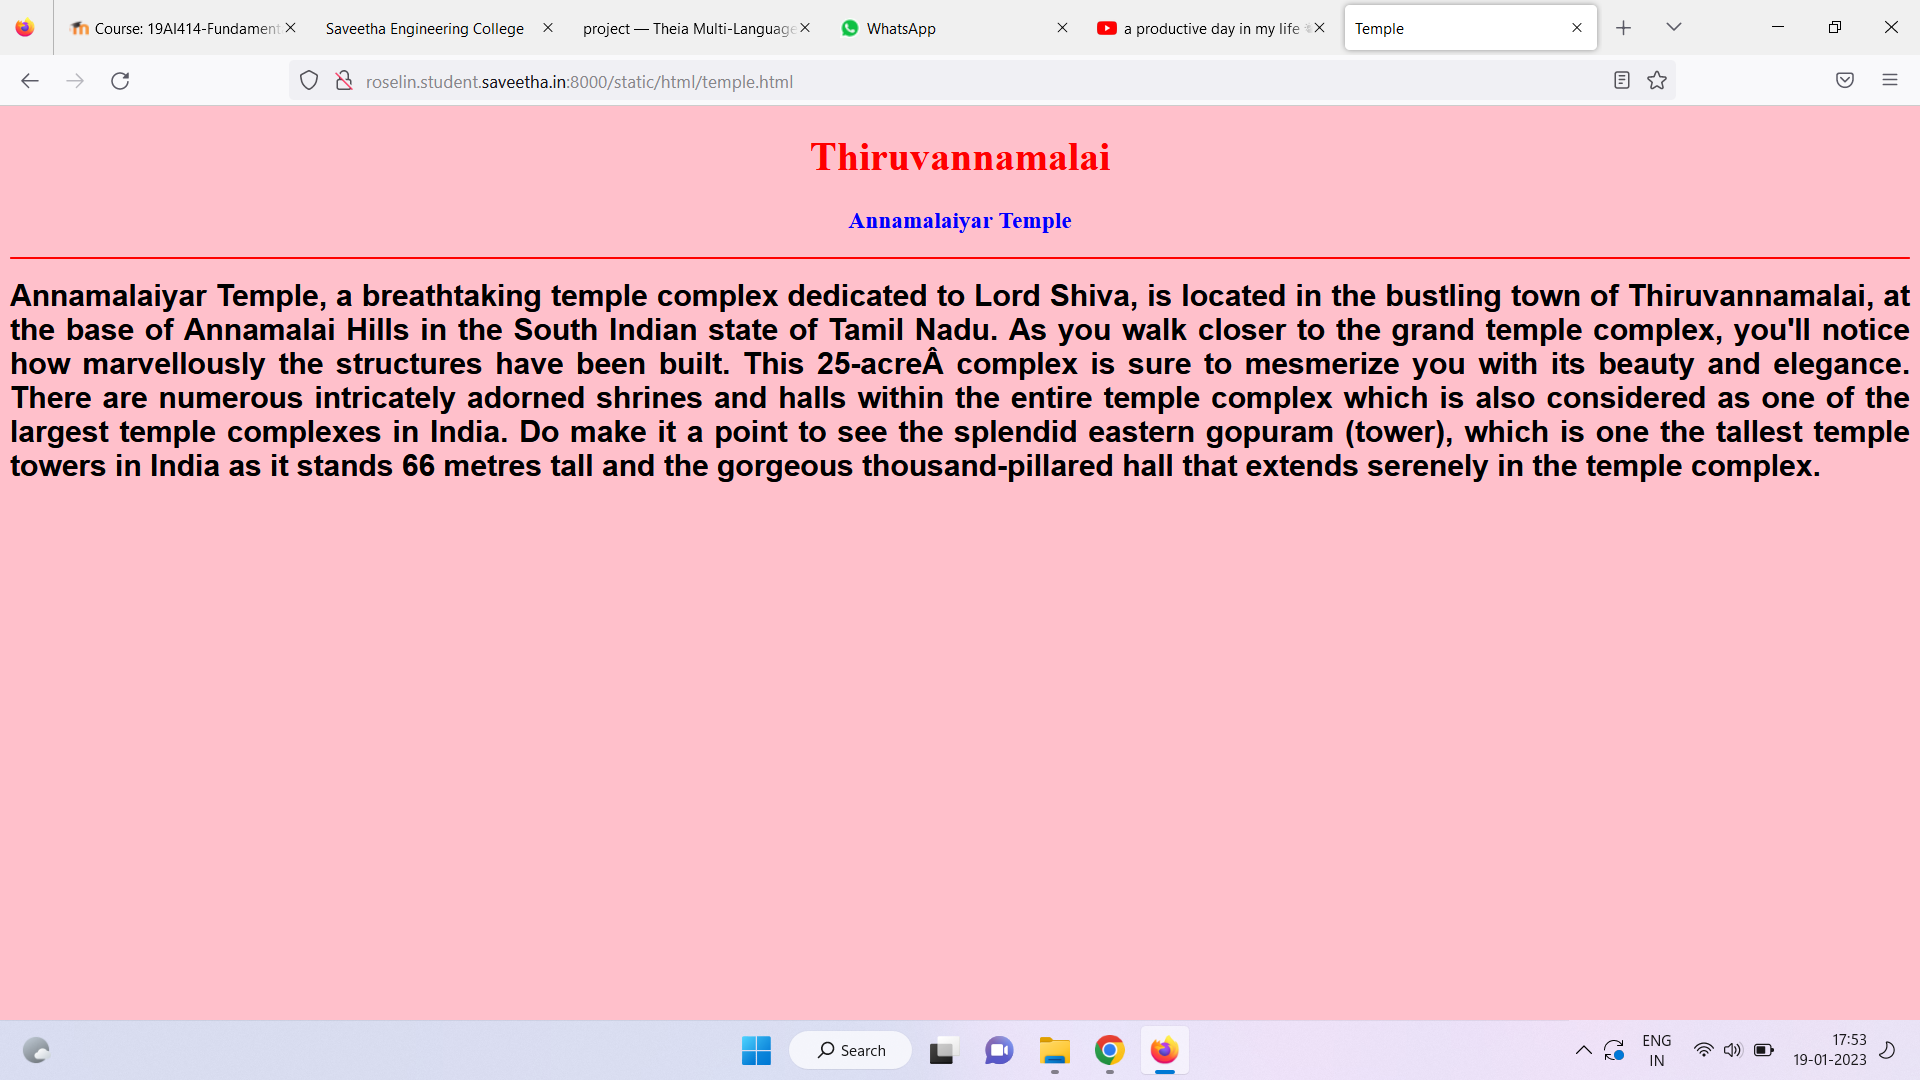 Course: 19AI414-Fundament
Saveetha Engineering College
project — Theia Multi-Language
WhatsApp
a productive day in my life
Temple
roselin.student.saveetha.in:8000/static/html/temple.html
Thiruvannamalai
Annamalaiyar Temple
Annamalaiyar Temple, a breathtaking temple complex dedicated to Lord Shiva, is located in the bustling town of Thiruvannamalai, at
the base of Annamalai Hills in the South Indian state of Tamil Nadu. As you walk closer to the grand temple complex, you'll notice
how marvellously the structures have been built. This 25-acreÂ complex is sure to mesmerize you with its beauty and elegance.
There are numerous intricately adorned shrines and halls within the entire temple complex which is also considered as one of the
largest temple complexes in India. Do make it a point to see the splendid eastern gopuram (tower), which is one the tallest temple
towers in India as it stands 66 metres tall and the gorgeous thousand-pillared hall that extends serenely in the temple complex.
Search
ENG
IN
17:53
19-01-2023